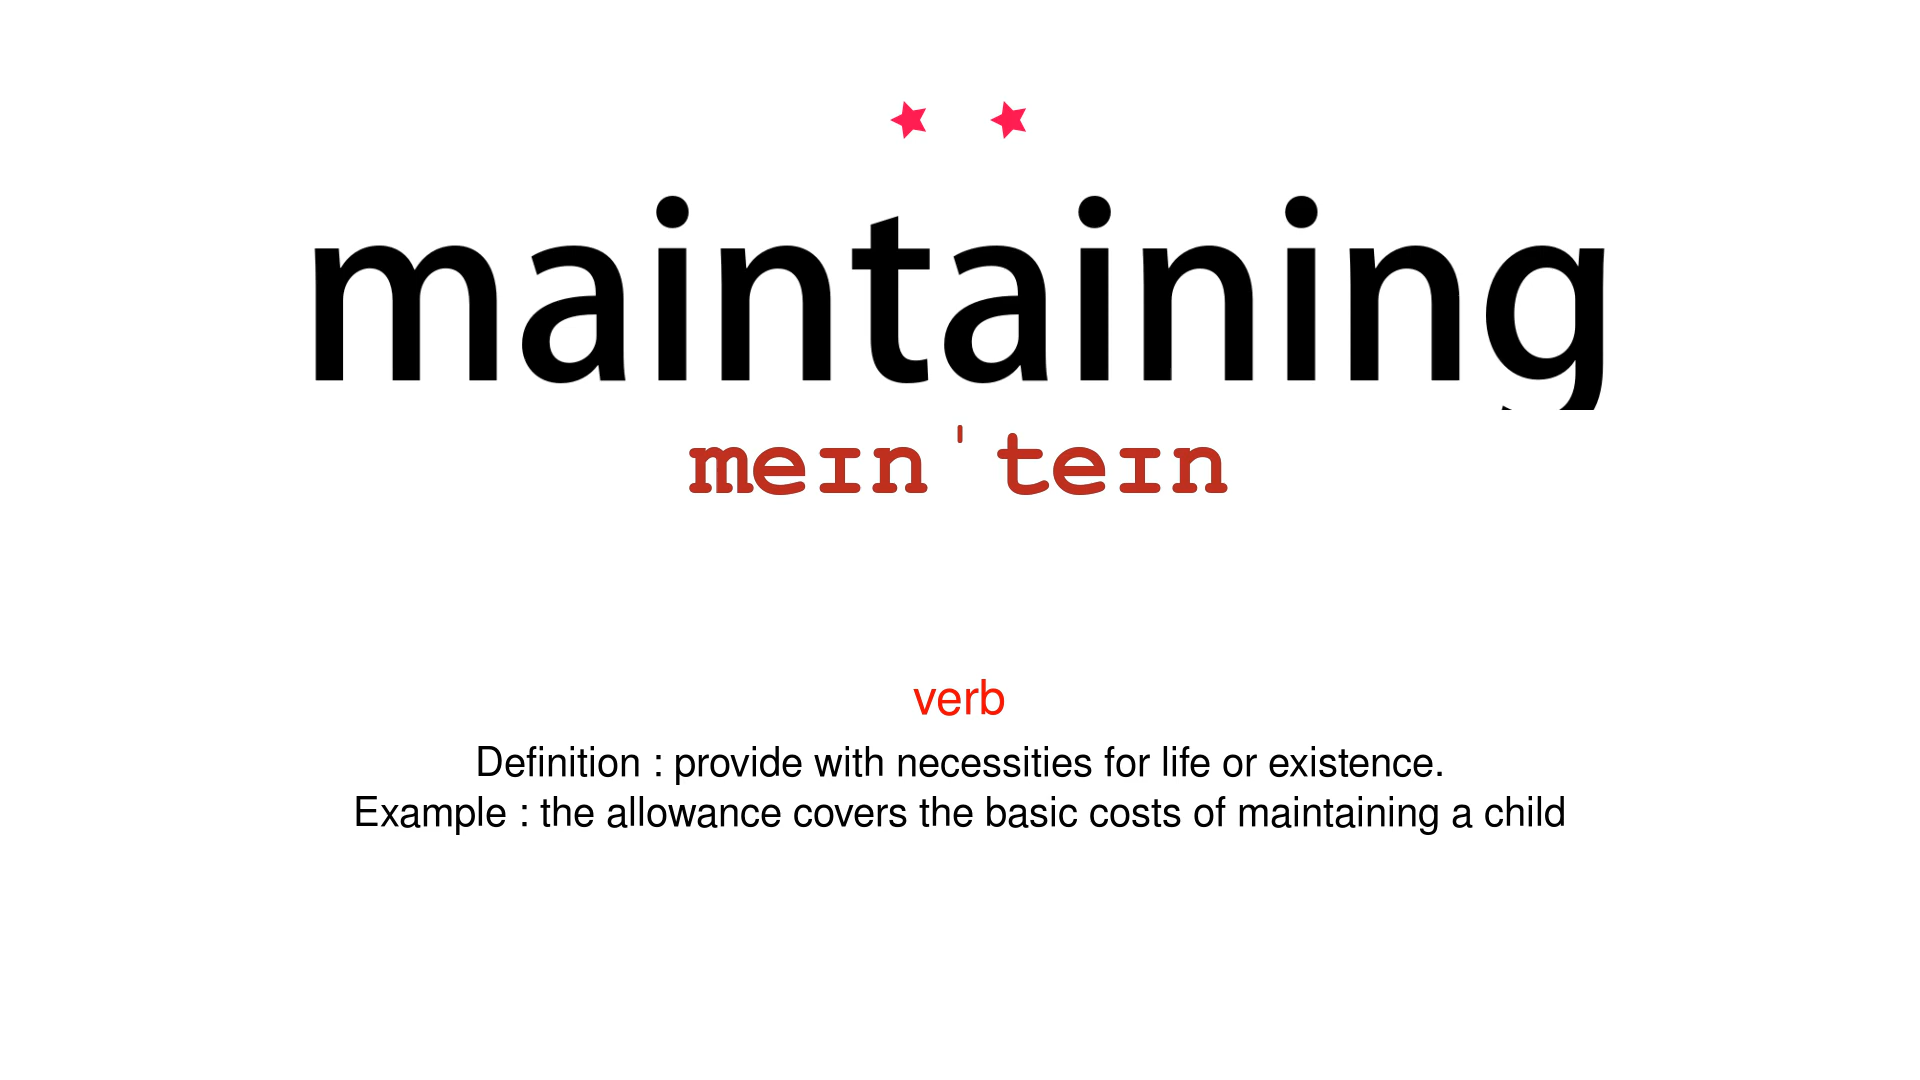 maintaining
meɪnˈteɪn
verb
Definition : provide with necessities for life or existence.
Example : the allowance covers the basic costs of maintaining a child